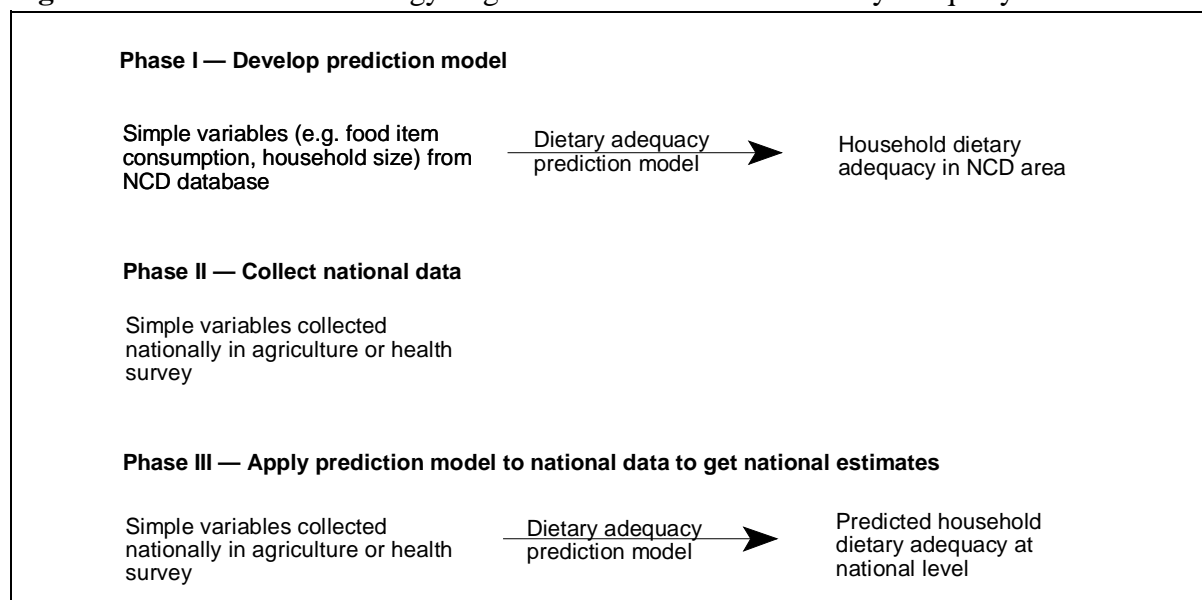 Phase I — Develop prediction model
Simple variables (e.g. food item
consumption, household size) from
NCD database
Dietary adequacy
prediction model
Household dietary
adequacy in NCD area
Phase II — Collect national data
Simple variables collected
nationally in agriculture or health
survey
Phase III — Apply prediction model to national data to get national estimates
Simple variables collected
nationally in agriculture or health
survey
Dietary adequacy
prediction model
Predicted household
dietary adequacy at
national level